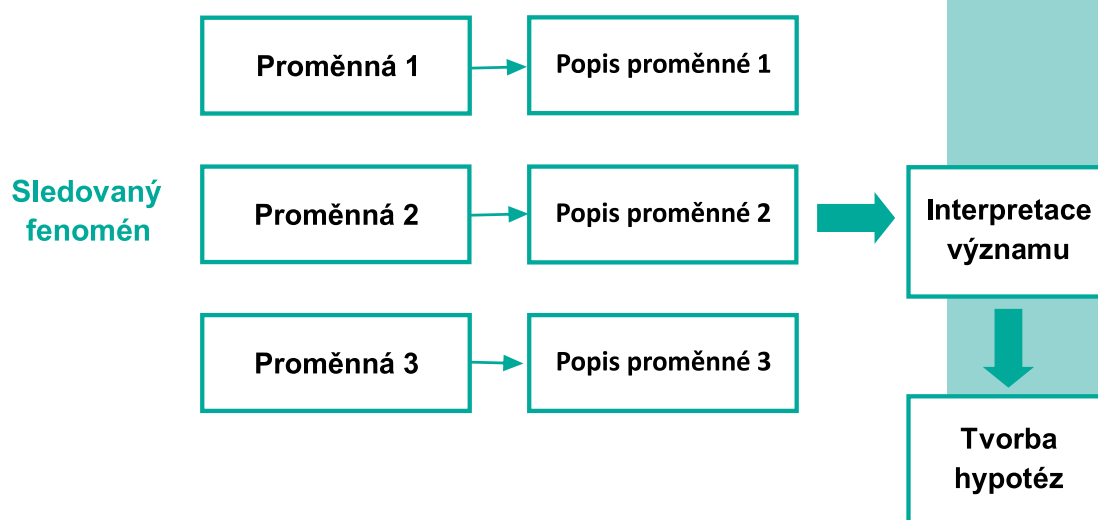 Proměnná 1
Popis proměnné 1
Sledovaný
fenomén
Proměnná 2
Popis proměnné 2
Interpretace
významu
Proměnná 3
Popis proměnné 3
Tvorba
hypotéz